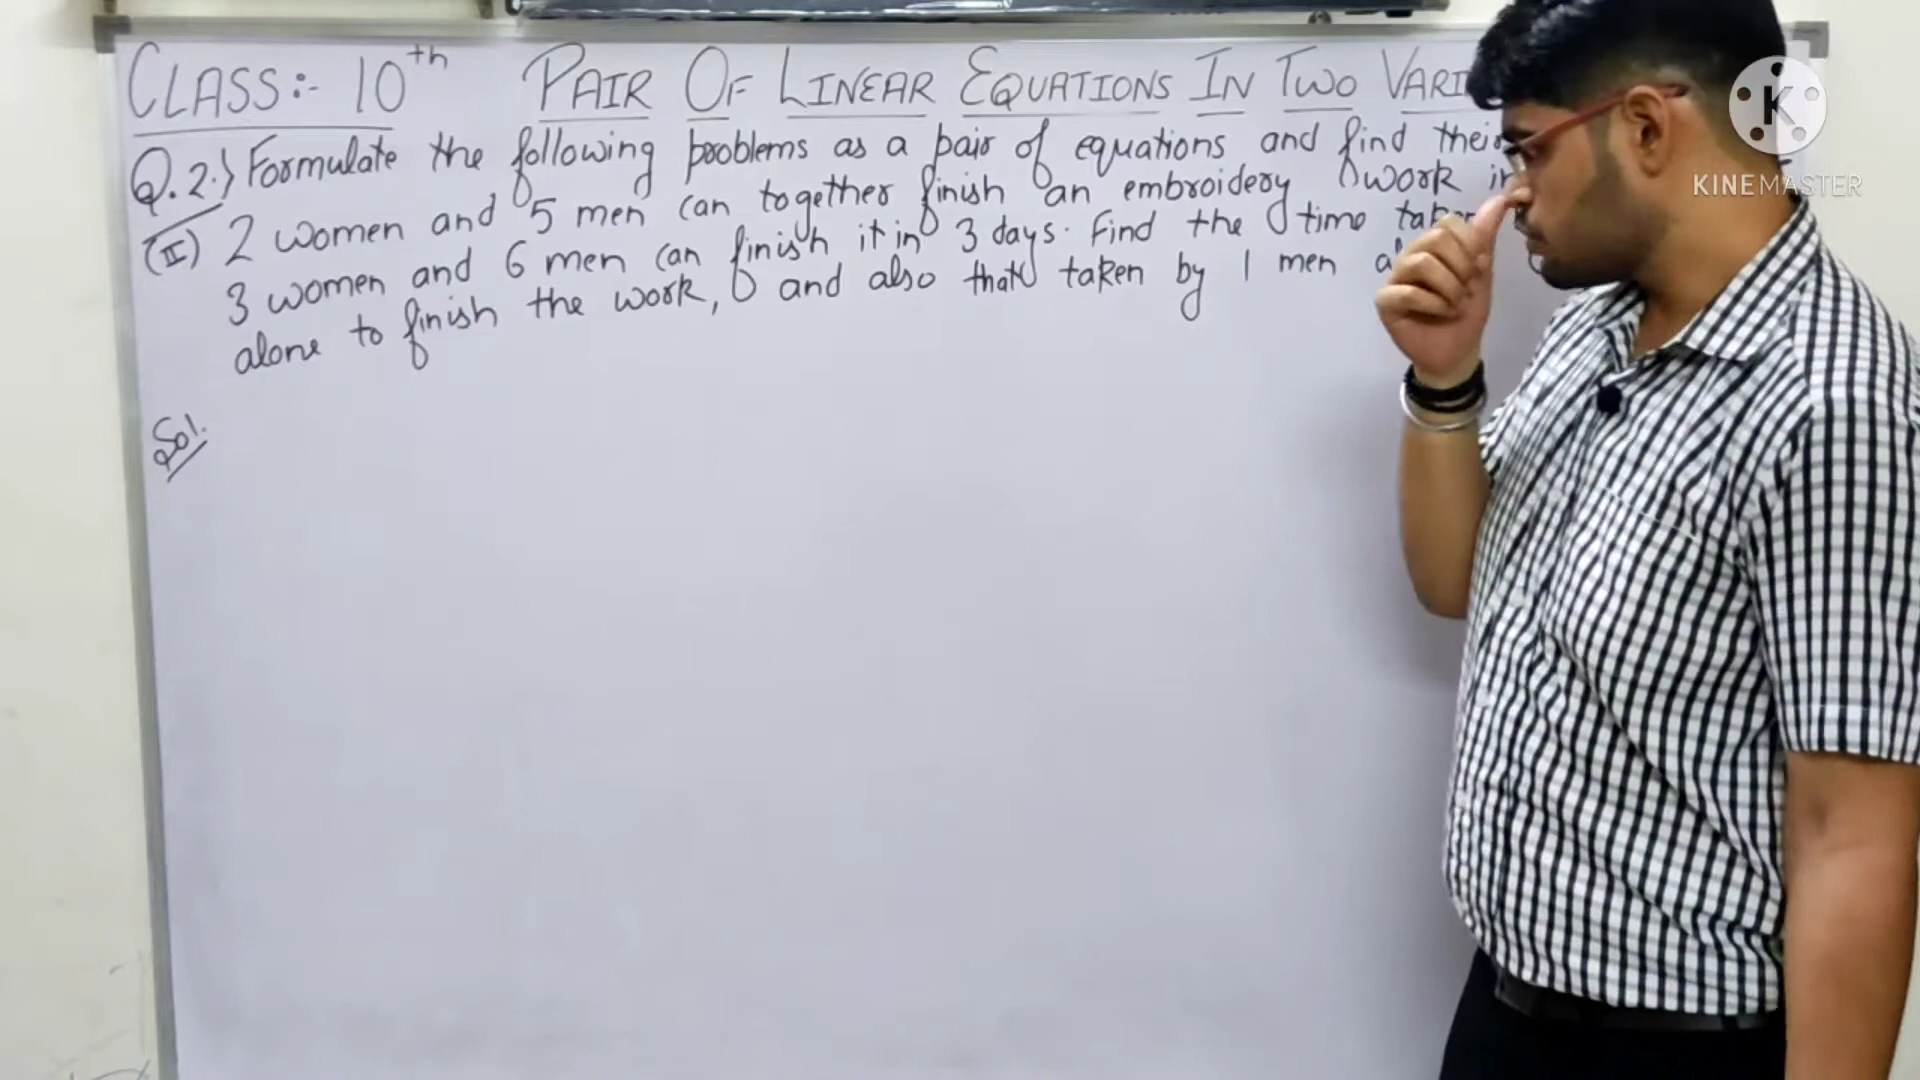 CLASS:- 10th PAIR OF LINEAR EQUATIONS IN TWO
Q.2.) Formulate the following problems as a pair of equations and find their
(II) 2 women and 5 men can together finish an embroidery work in
3 women and 6 men can finish it in 3 days. Find the time
alone to finish the work, and also that taken by 1 men
Sol.
K
KINEMASTER